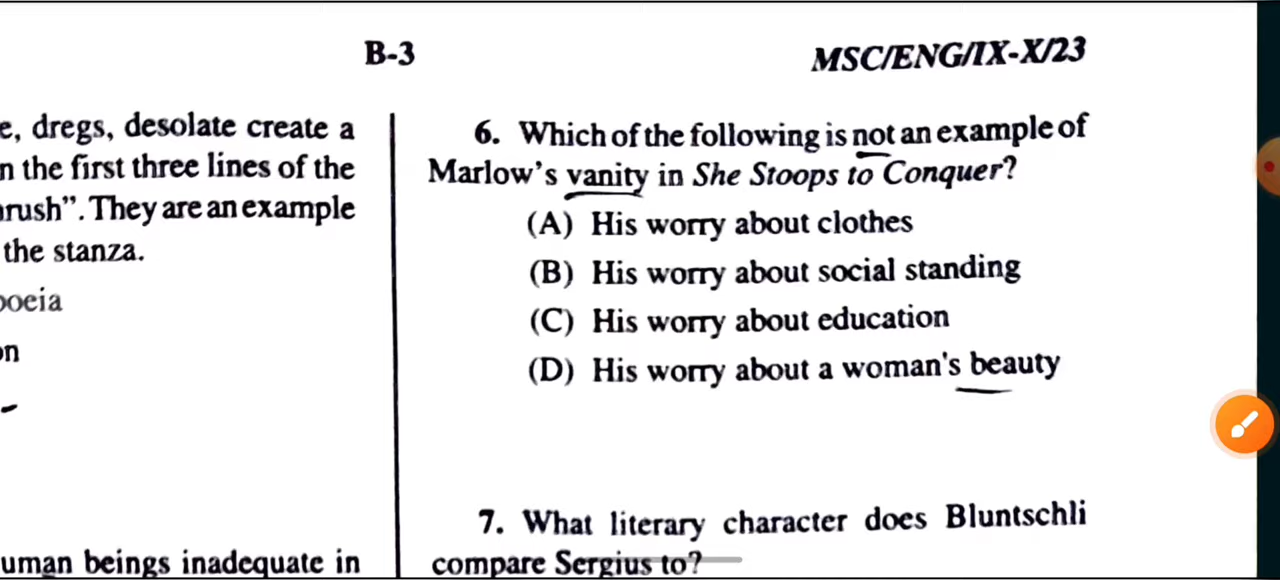 B-3
MSC/ENG/IX-X/23
e, dregs, desolate create a
n the first three lines of the
rush". They are an example
the stanza.
poeia
on
uman beings inadequate in
6. Which of the following is not an example of
Marlow's vanity in She Stoops to Conquer?
(A) His worry about clothes
(B) His worry about social standing
(C) His worry about education
(D) His worry about a woman's beauty
7. What literary character does Bluntschli
compare Sergius to?